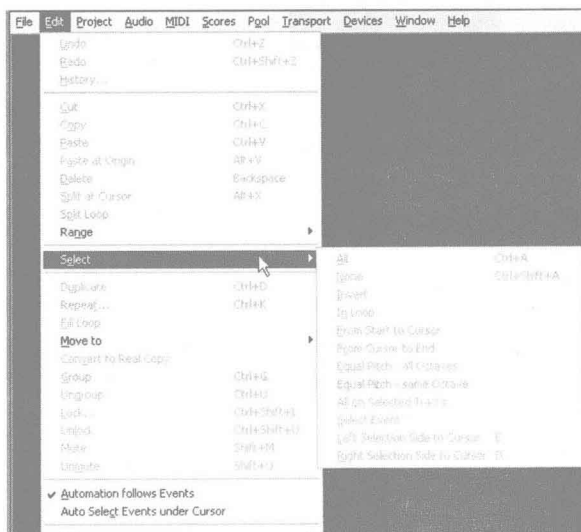 File Edit Project Audio MIDI Scores Pool Transport Devices Window Help
Undo Ctrl+Z
Redo Ctrl+Shift+Z
History...
Cut Ctrl+X
Copy Ctrl+C
Paste Ctrl+V
Paste at Origin Alt+V
Delete Backspace
Split at Cursor Alt+X
Split Loop
Range
Select
Duplicate Ctrl+D
Repeat... Ctrl+K
Fill Loop
Move to
Convert to Real Copy
Group Ctrl+G
Ungroup Ctrl+U
Lock... Ctrl+Shift+L
Unlock Ctrl+Shift+U
Mute Shift+M
Unmute Shift+U
Automation follows Events
Auto Select Events under Cursor
All Ctrl+A
None Ctrl+Shift+A
Invert
In Loop
From Start to Cursor
From Cursor to End
Equal Pitch - all Octaves
Equal Pitch - same Octave
All on Selected Tracks
Select Event
Left Selection Side to Cursor E
Right Selection Side to Cursor D